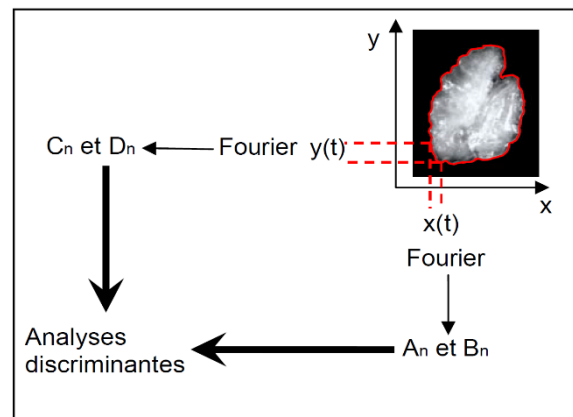 y
Cn et Dn
Fourier
y(t)
x
x(t)
Fourier
Analyses
discriminantes
An et Bn